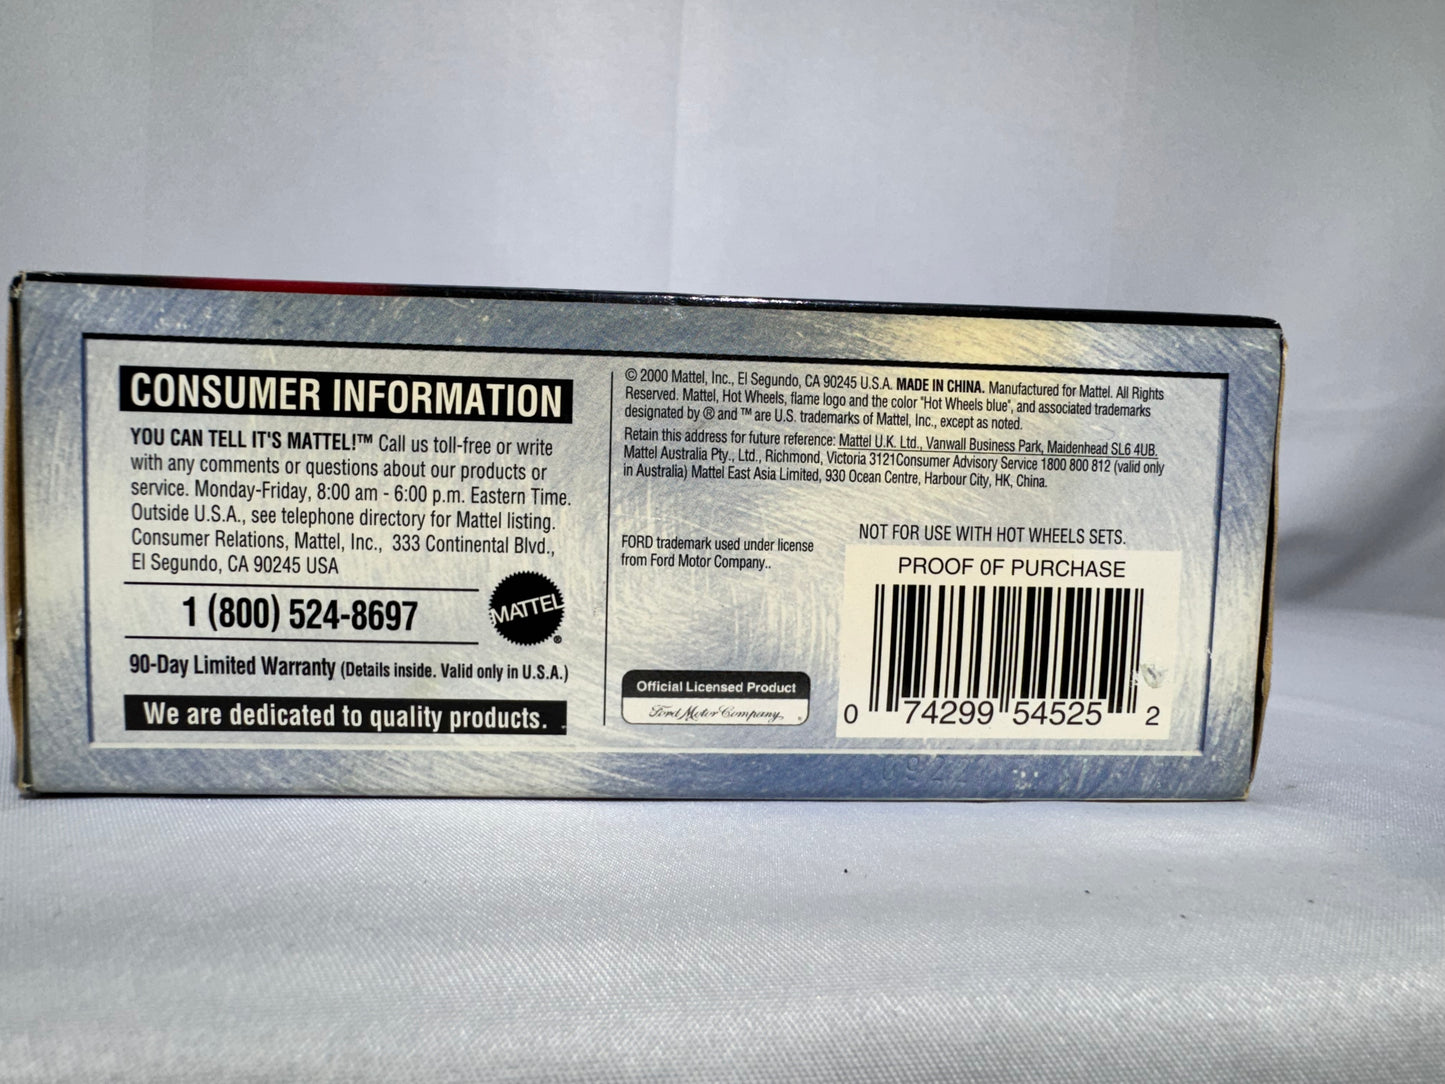 CONSUMER INFORMATION
YOU CAN TELL IT'S MATTEL!™ Call us toll-free or write
with any comments or questions about our products or
service. Monday-Friday, 8:00 am - 6:00 p.m. Eastern Time.
Outside U.S.A., see telephone directory for Mattel listing.
Consumer Relations, Mattel, Inc., 333 Continental Blvd.,
El Segundo, CA 90245 USA
1 (800) 524-8697
MATTEL
®
90-Day Limited Warranty (Details inside. Valid only in U.S.A.)
We are dedicated to quality products.
© 2000 Mattel, Inc., El Segundo, CA 90245 U.S.A. MADE IN CHINA. Manufactured for Mattel. All Rights
Reserved. Mattel, Hot Wheels, flame logo and the color "Hot Wheels blue", and associated trademarks
designated by ® and ™ are U.S. trademarks of Mattel, Inc., except as noted.
Retain this address for future reference: Mattel U.K. Ltd., Vanwall Business Park, Maidenhead SL6 4UB.
Mattel Australia Pty., Ltd., Richmond, Victoria 3121Consumer Advisory Service 1800 800 812 (valid only
in Australia) Mattel East Asia Limited, 930 Ocean Centre, Harbour City, HK, China.
FORD trademark used under license
from Ford Motor Company..
Official Licensed Product
Ford Motor Company
NOT FOR USE WITH HOT WHEELS SETS.
PROOF 0F PURCHASE
0 74299 54525 2